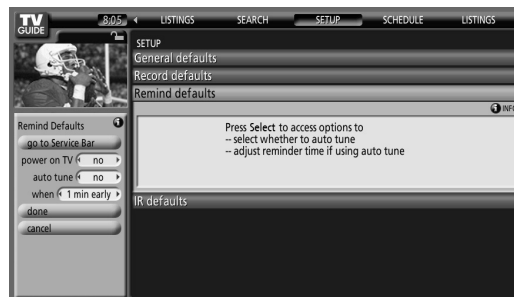 TV
GUIDE
8:05
LISTINGS SEARCH SETUP SCHEDULE LISTINGS
SETUP
General defaults
Record defaults
Remind defaults
INFO
Press Select to access options to
– select whether to auto tune
– adjust reminder time if using auto tune
IR defaults
Remind Defaults
go to Service Bar
power on TV no
auto tune no
when 1 min early
done
cancel